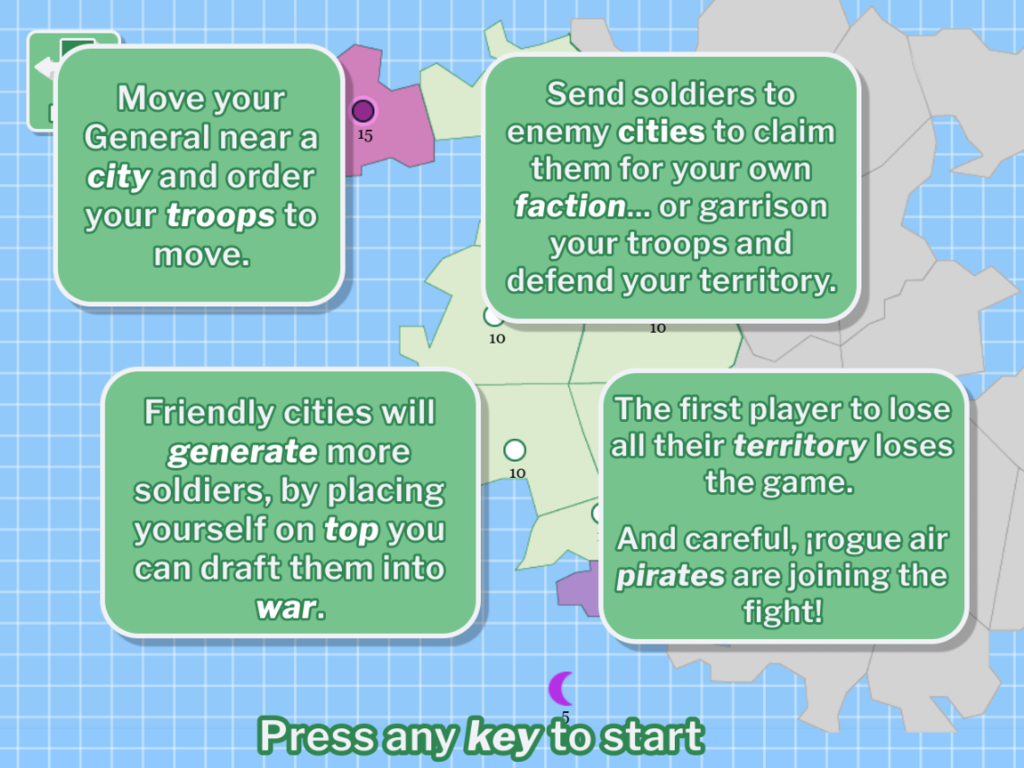 Move your
General near a
city and order
your troops to
move.
15
Send soldiers to
enemy cities to claim
them for your own
faction... or garrison
your troops and
defend your territory.
10
10
Friendly cities will
generate more
soldiers, by placing
yourself on top you
can draft them into
war.
10
The first player to lose
all their territory loses
the game.
And careful, ¡rogue air
pirates are joining the
fight!
5
Press any key to start